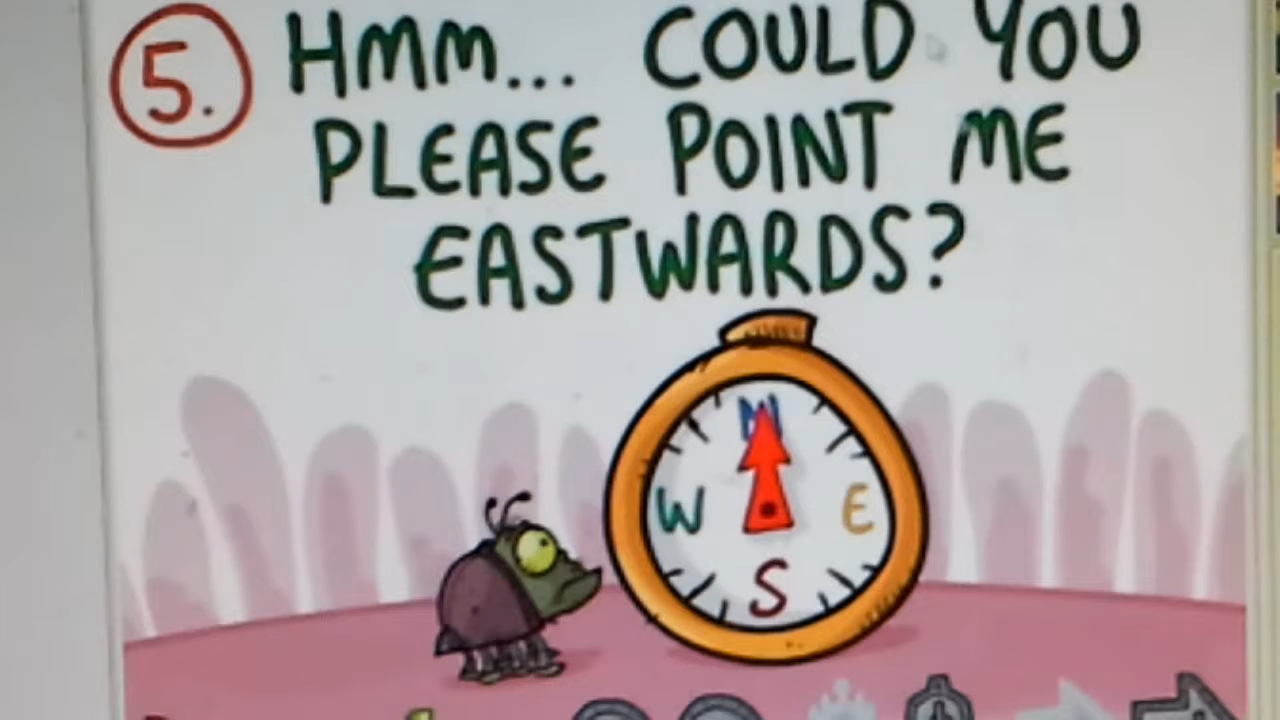 5. HMM... COULD YOU
PLEASE POINT ME
EASTWARDS?
N
W E
S